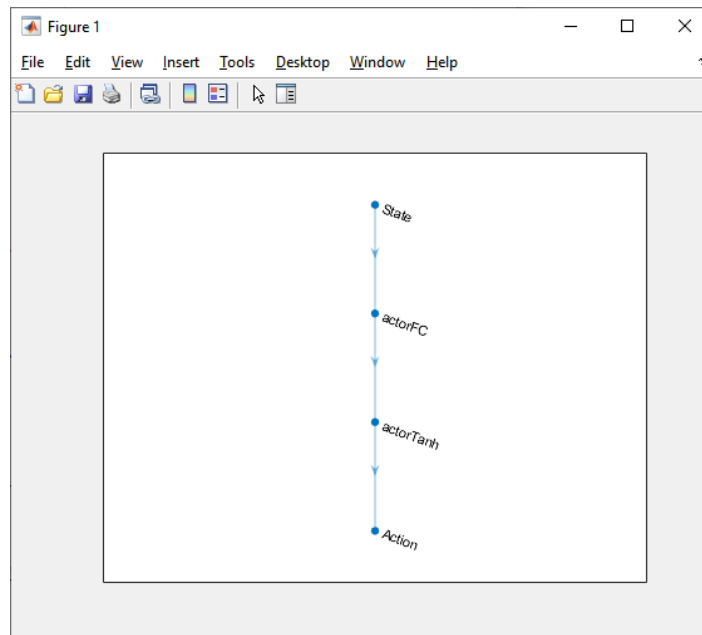 Figure 1
File Edit View Insert Tools Desktop Window Help
State
actorFC
actorTanh
Action